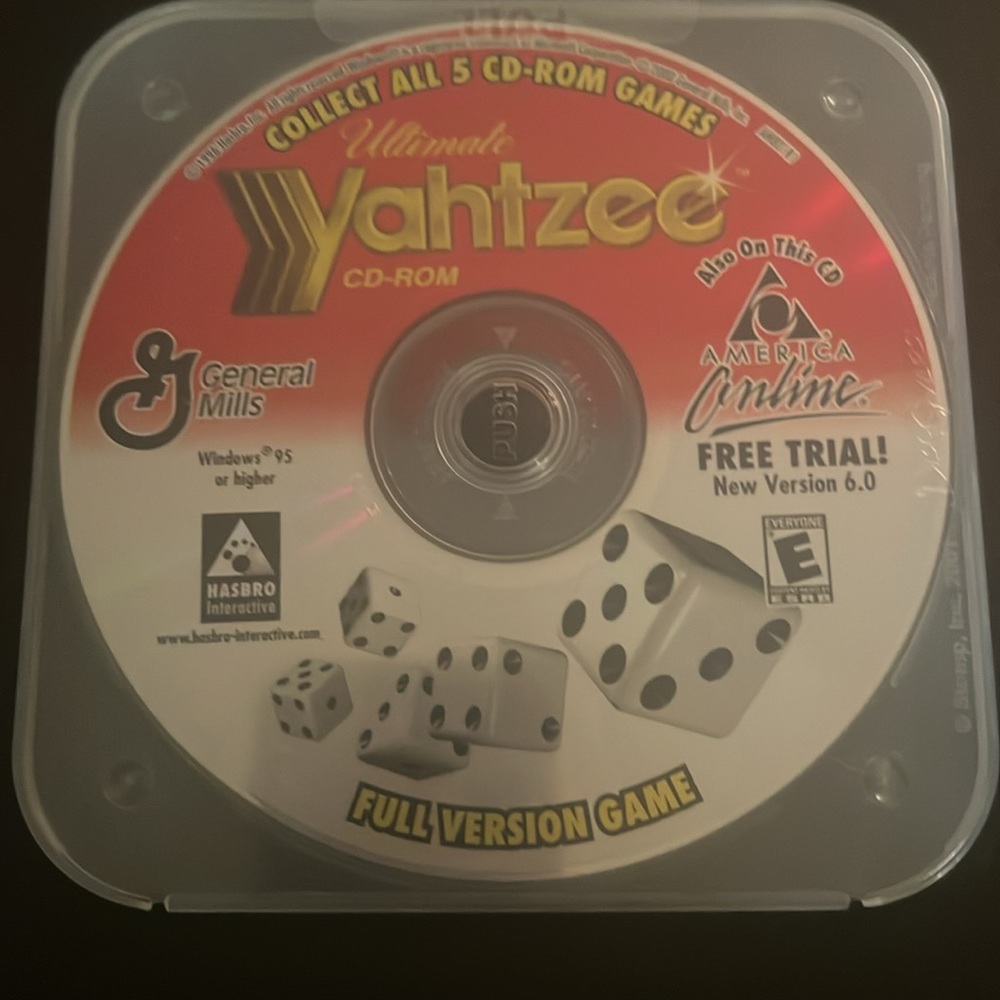 COLLECT ALL 5 CD-ROM GAMES
Ultimate
Yahtzee™
CD-ROM
Also On This CD
AMERICA
Online.
FREE TRIAL!
New Version 6.0
General
Mills
Windows® 95
or higher
PUSH
EVERYONE
E
ESRB
HASBRO
Interactive
www.hasbro-interactive.com
FULL VERSION GAME